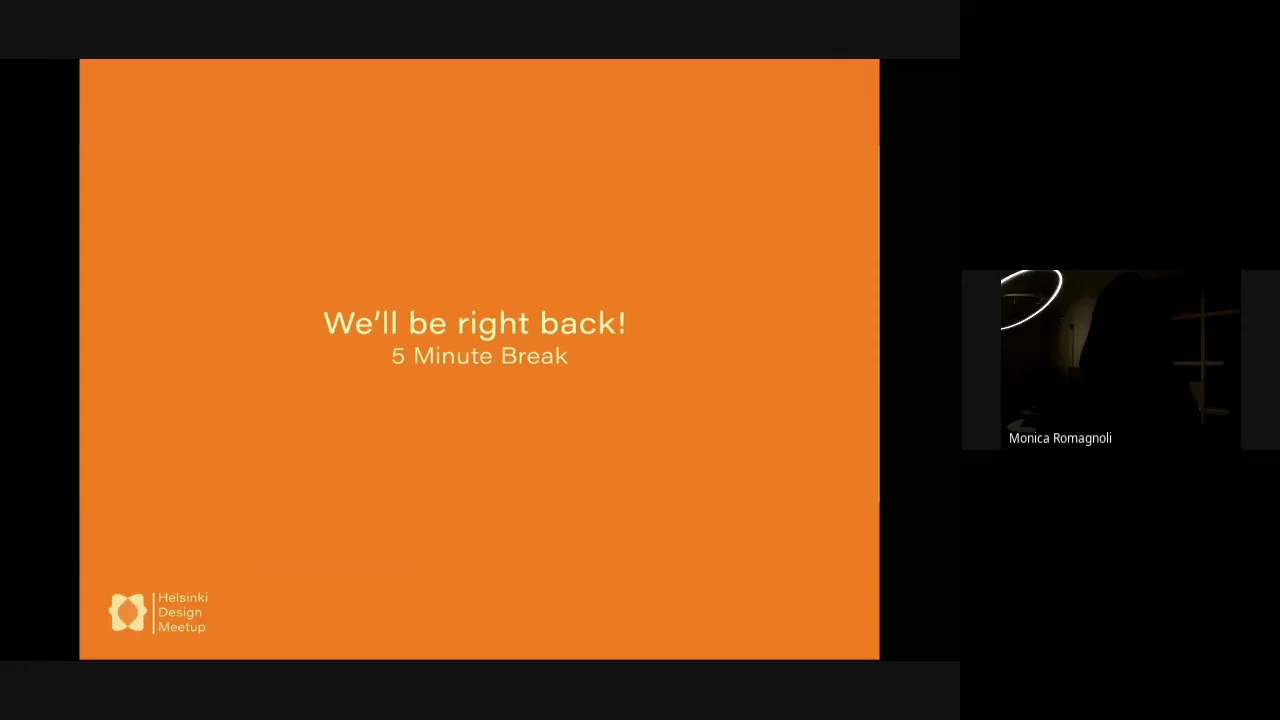 We’ll be right back!
5 Minute Break
Helsinki
Design
Meetup
Monica Romagnoli